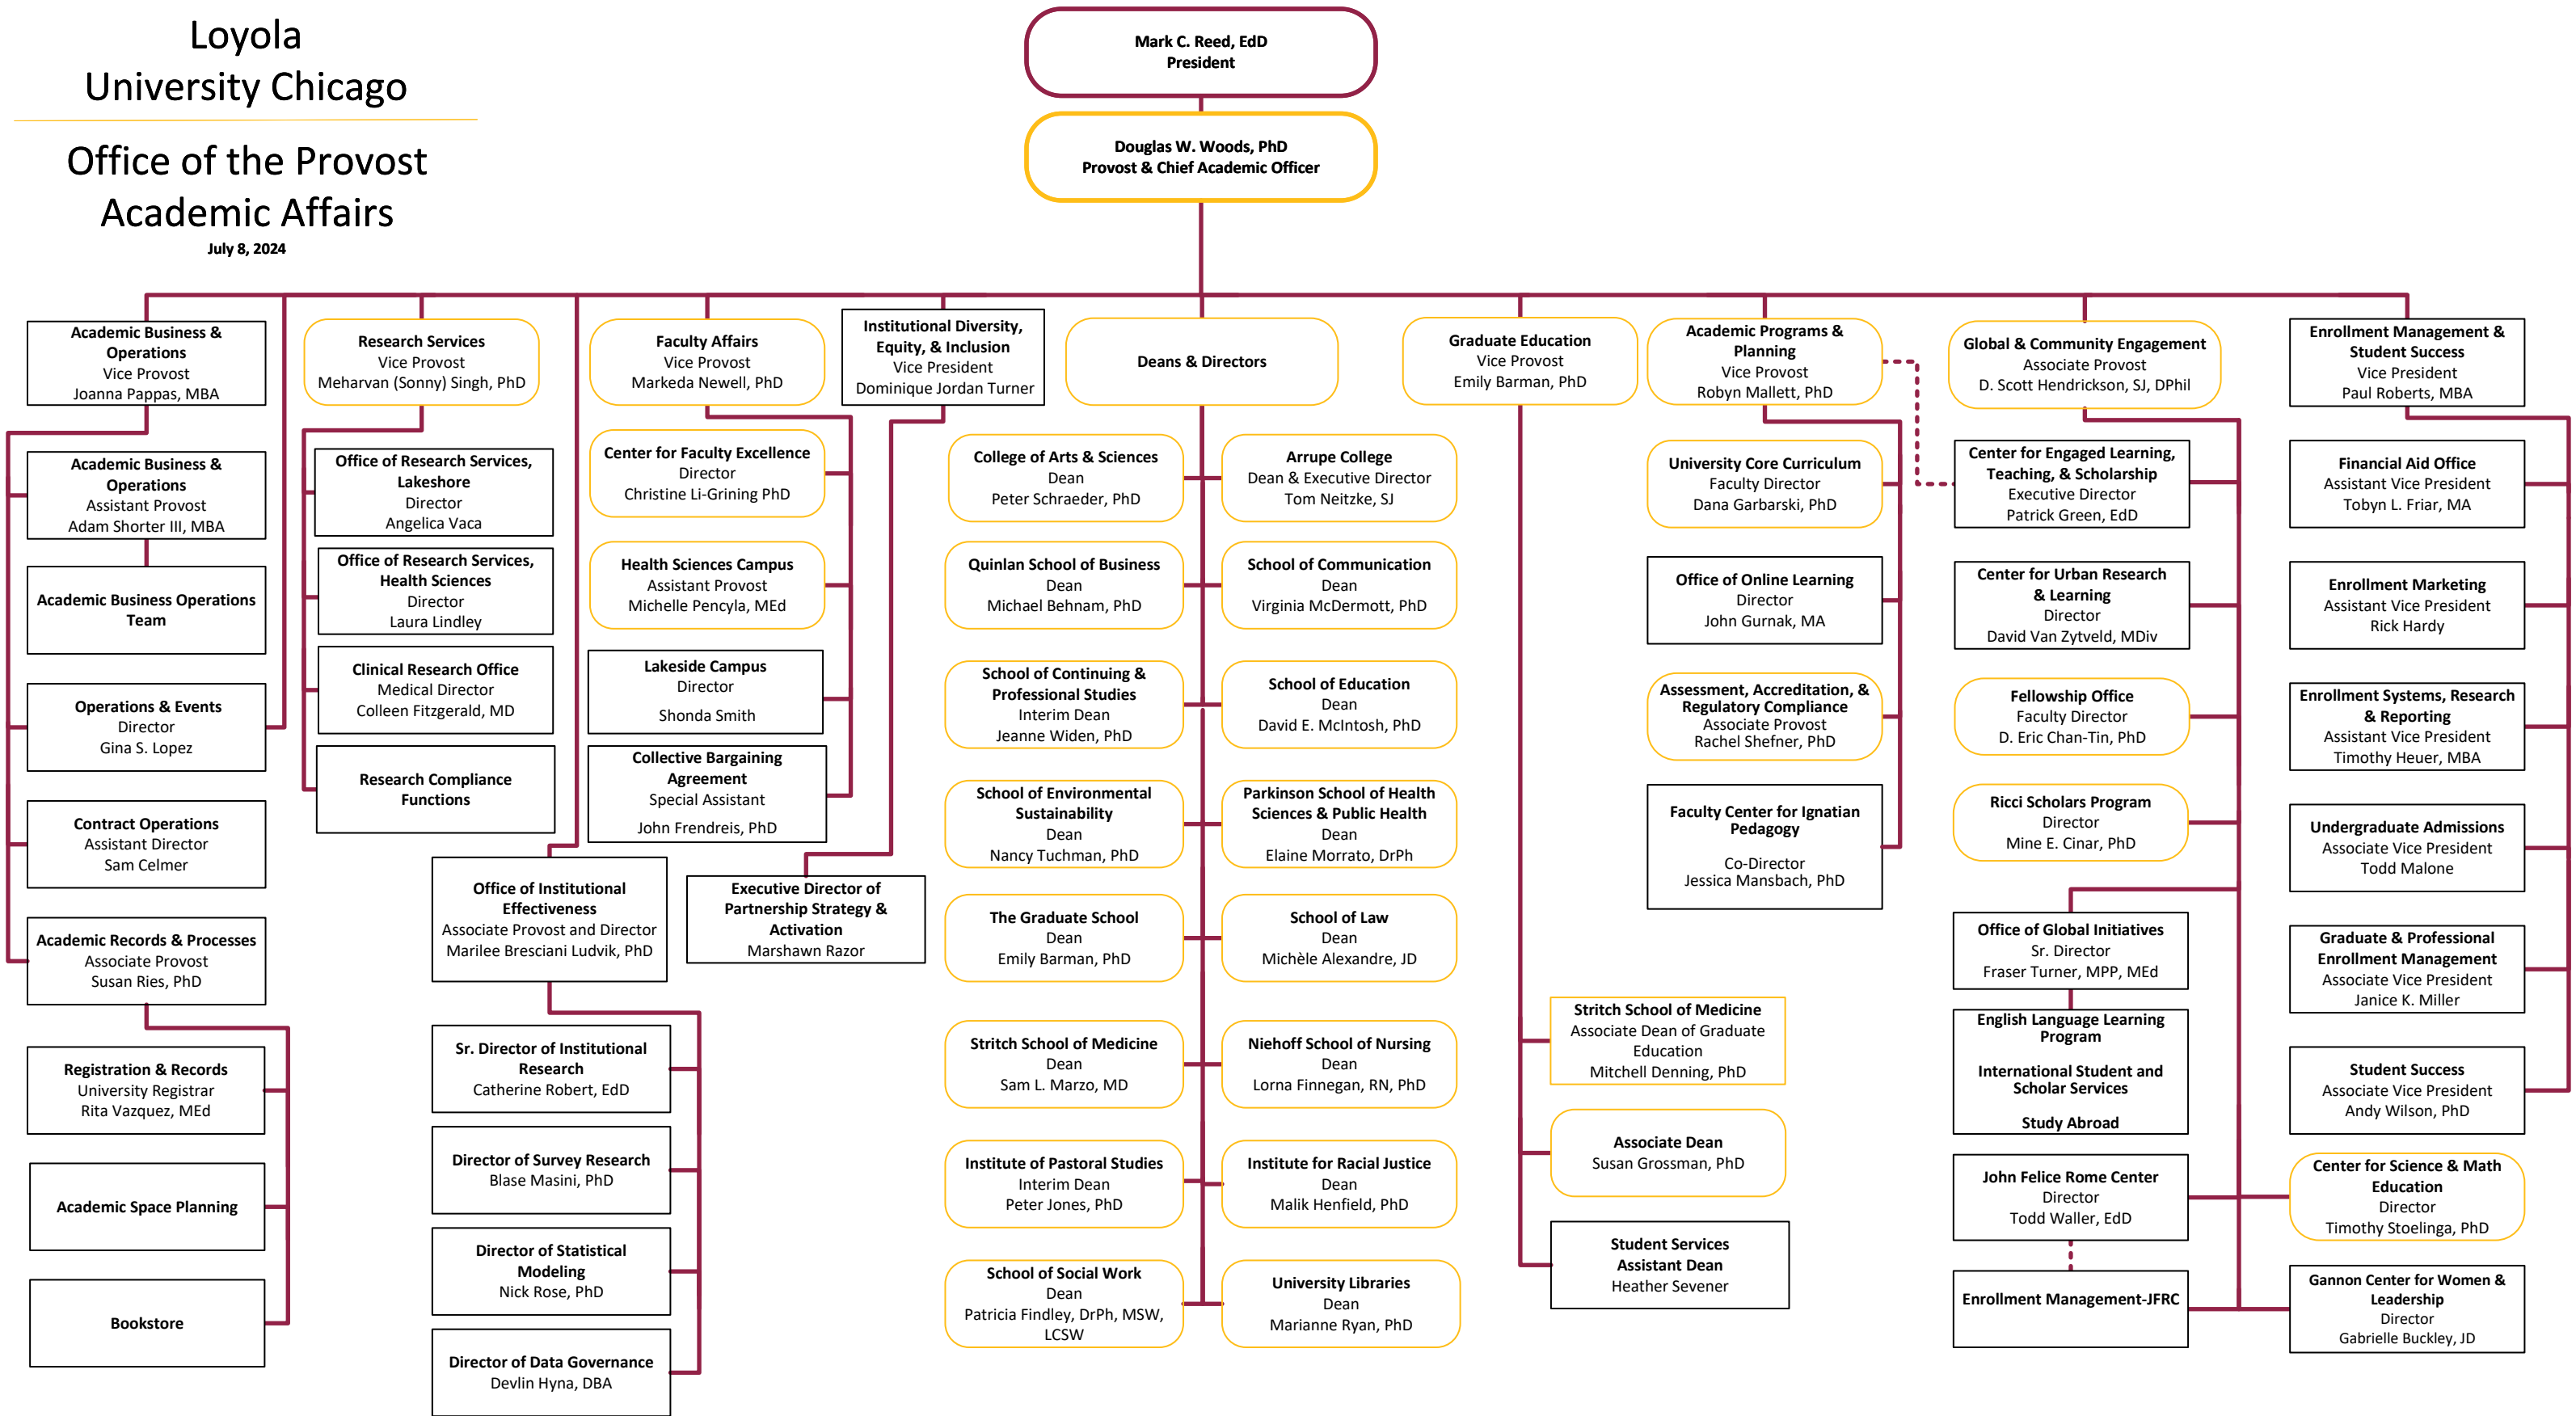 Loyola
University Chicago
Office of the Provost
Academic Affairs
July 8, 2024
Mark C. Reed, EdD
President
Douglas W. Woods, PhD
Provost & Chief Academic Officer
Academic Business &
Operations
Vice Provost
Joanna Pappas, MBA
Academic Business &
Operations
Assistant Provost
Adam Shorter III, MBA
Academic Business Operations
Team
Operations & Events
Director
Gina S. Lopez
Contract Operations
Assistant Director
Sam Celmer
Academic Records & Processes
Associate Provost
Susan Ries, PhD
Registration & Records
University Registrar
Rita Vazquez, MEd
Academic Space Planning
Bookstore
Research Services
Vice Provost
Meharvan (Sonny) Singh, PhD
Office of Research Services,
Lakeshore
Director
Angelica Vaca
Office of Research Services,
Health Sciences
Director
Laura Lindley
Clinical Research Office
Medical Director
Colleen Fitzgerald, MD
Research Compliance
Functions
Office of Institutional
Effectiveness
Associate Provost and Director
Marilee Bresciani Ludvik, PhD
Sr. Director of Institutional
Research
Catherine Robert, EdD
Director of Survey Research
Blase Masini, PhD
Director of Statistical
Modeling
Nick Rose, PhD
Director of Data Governance
Devlin Hyna, DBA
Faculty Affairs
Vice Provost
Markeda Newell, PhD
Center for Faculty Excellence
Director
Christine Li-Grining PhD
Health Sciences Campus
Assistant Provost
Michelle Pencyla, MEd
Lakeside Campus
Director
Shonda Smith
Collective Bargaining
Agreement
Special Assistant
John Frendreis, PhD
Institutional Diversity,
Equity, & Inclusion
Vice President
Dominique Jordan Turner
Executive Director of
Partnership Strategy &
Activation
Marshawn Razor
Deans & Directors
College of Arts & Sciences
Dean
Peter Schraeder, PhD
Arrupe College
Dean & Executive Director
Tom Neitzke, SJ
Quinlan School of Business
Dean
Michael Behnam, PhD
School of Communication
Dean
Virginia McDermott, PhD
School of Continuing &
Professional Studies
Interim Dean
Jeanne Widen, PhD
School of Education
Dean
David E. McIntosh, PhD
School of Environmental
Sustainability
Dean
Nancy Tuchman, PhD
Parkinson School of Health
Sciences & Public Health
Dean
Elaine Morrato, DrPh
The Graduate School
Dean
Emily Barman, PhD
School of Law
Dean
Michèle Alexandre, JD
Stritch School of Medicine
Dean
Sam L. Marzo, MD
Niehoff School of Nursing
Dean
Lorna Finnegan, RN, PhD
Institute of Pastoral Studies
Interim Dean
Peter Jones, PhD
Institute for Racial Justice
Dean
Malik Henfield, PhD
School of Social Work
Dean
Patricia Findley, DrPh, MSW,
LCSW
University Libraries
Dean
Marianne Ryan, PhD
Graduate Education
Vice Provost
Emily Barman, PhD
Stritch School of Medicine
Associate Dean of Graduate
Education
Mitchell Denning, PhD
Associate Dean
Susan Grossman, PhD
Student Services
Assistant Dean
Heather Sevener
Academic Programs &
Planning
Vice Provost
Robyn Mallett, PhD
University Core Curriculum
Faculty Director
Dana Garbarski, PhD
Office of Online Learning
Director
John Gurnak, MA
Assessment, Accreditation, &
Regulatory Compliance
Associate Provost
Rachel Shefner, PhD
Faculty Center for Ignatian
Pedagogy
Co-Director
Jessica Mansbach, PhD
Global & Community Engagement
Associate Provost
D. Scott Hendrickson, SJ, DPhil
Center for Engaged Learning,
Teaching, & Scholarship
Executive Director
Patrick Green, EdD
Center for Urban Research
& Learning
Director
David Van Zytveld, MDiv
Fellowship Office
Faculty Director
D. Eric Chan-Tin, PhD
Ricci Scholars Program
Director
Mine E. Cinar, PhD
Office of Global Initiatives
Sr. Director
Fraser Turner, MPP, MEd
English Language Learning
Program
International Student and
Scholar Services
Study Abroad
John Felice Rome Center
Director
Todd Waller, EdD
Enrollment Management-JFRC
Enrollment Management &
Student Success
Vice President
Paul Roberts, MBA
Financial Aid Office
Assistant Vice President
Tobyn L. Friar, MA
Enrollment Marketing
Assistant Vice President
Rick Hardy
Enrollment Systems, Research
& Reporting
Assistant Vice President
Timothy Heuer, MBA
Undergraduate Admissions
Associate Vice President
Todd Malone
Graduate & Professional
Enrollment Management
Associate Vice President
Janice K. Miller
Student Success
Associate Vice President
Andy Wilson, PhD
Center for Science & Math
Education
Director
Timothy Stoelinga, PhD
Gannon Center for Women &
Leadership
Director
Gabrielle Buckley, JD